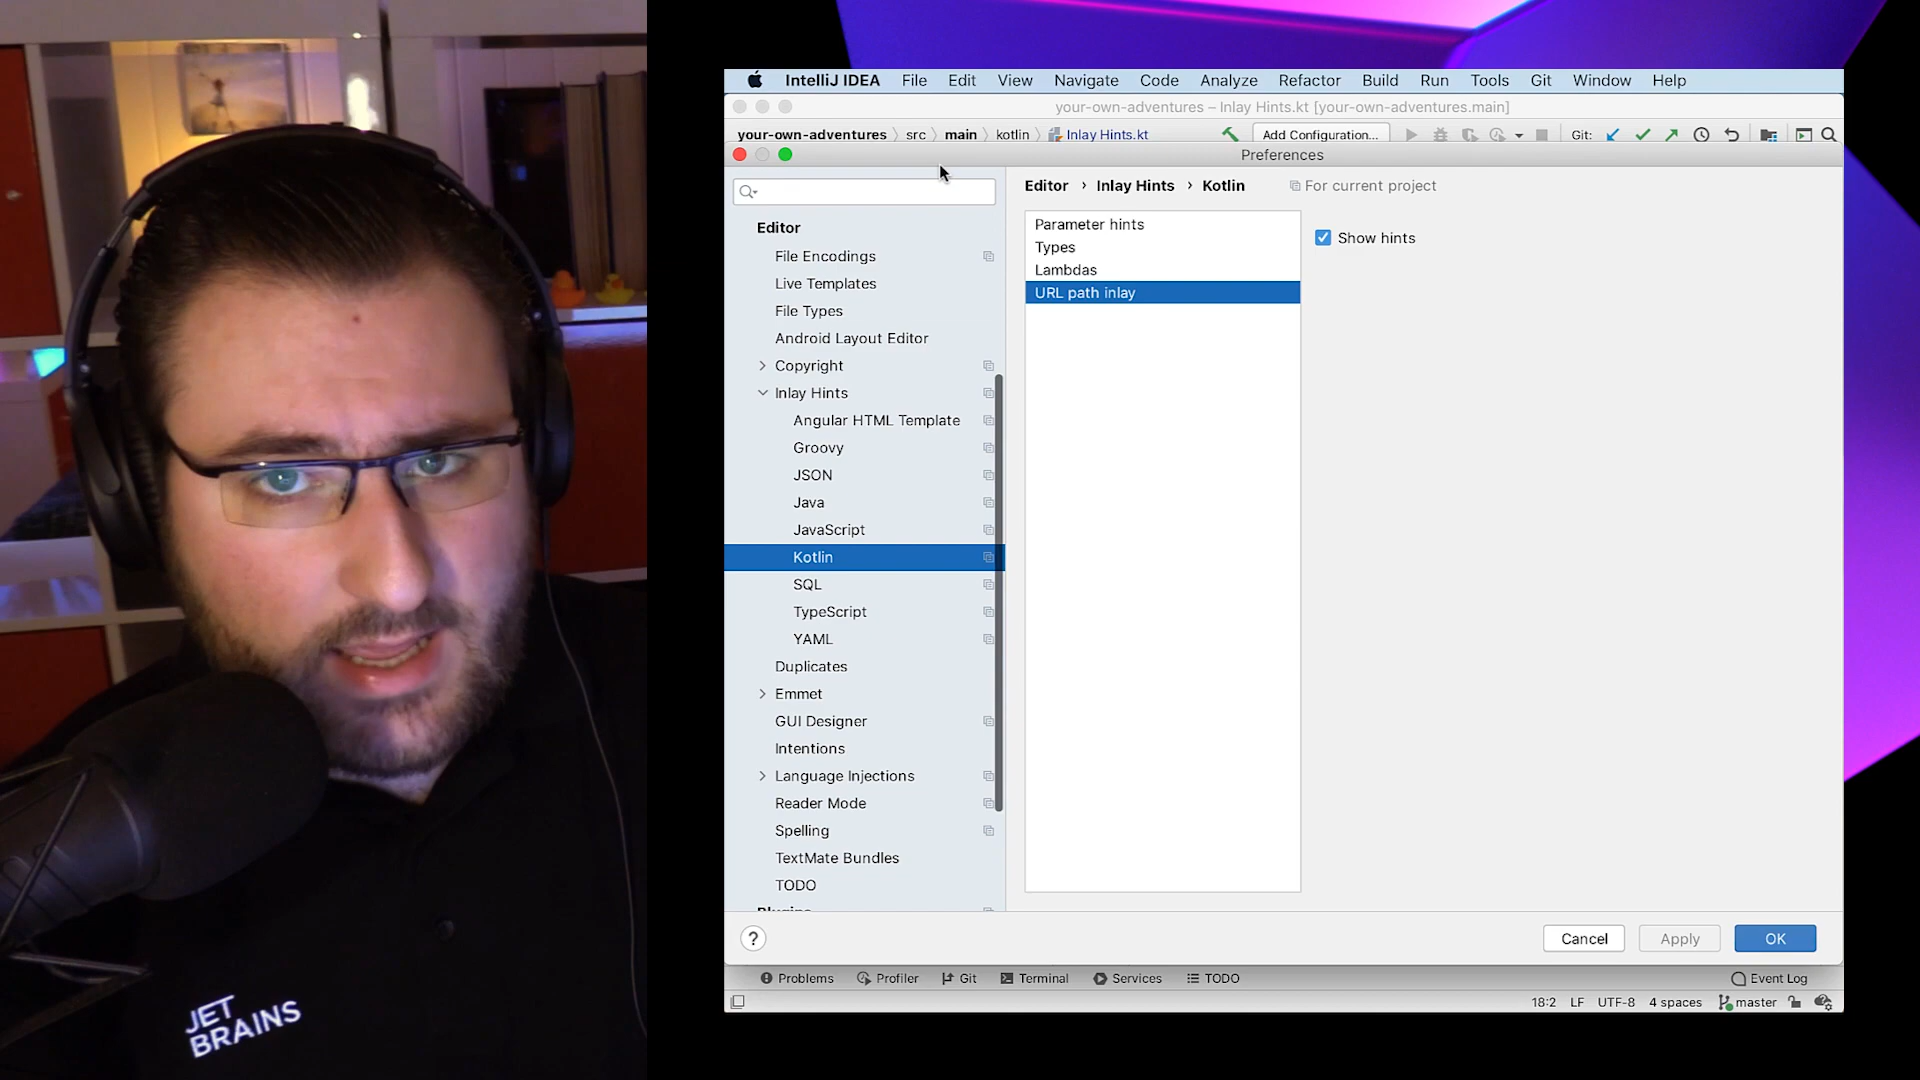 IntelliJ IDEA File Edit View Navigate Code Analyze Refactor Build Run Tools Git Window Help
your-own-adventures – Inlay Hints.kt [your-own-adventures.main]
your-own-adventures src main kotlin Inlay Hints.kt Add Configuration... Git:
Preferences
Editor
File Encodings
Live Templates
File Types
Android Layout Editor
Copyright
Inlay Hints
Angular HTML Template
Groovy
JSON
Java
JavaScript
Kotlin
SQL
TypeScript
YAML
Duplicates
Emmet
GUI Designer
Intentions
Language Injections
Reader Mode
Spelling
TextMate Bundles
TODO
Editor › Inlay Hints › Kotlin For current project
Parameter hints
Types
Lambdas
URL path inlay
Show hints
? Cancel Apply OK
Problems Profiler Git Terminal Services TODO Event Log
18:2 LF UTF-8 4 spaces master
JET
BRAINS